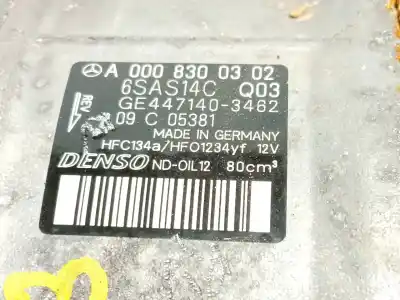 A 000 830 03 02
6SAS14C Q03
REV.
GE447140-3462
09 C 05381
MADE IN GERMANY
HFC134a/HFO1234yf 12V
DENSO ND-OIL12 80cm³